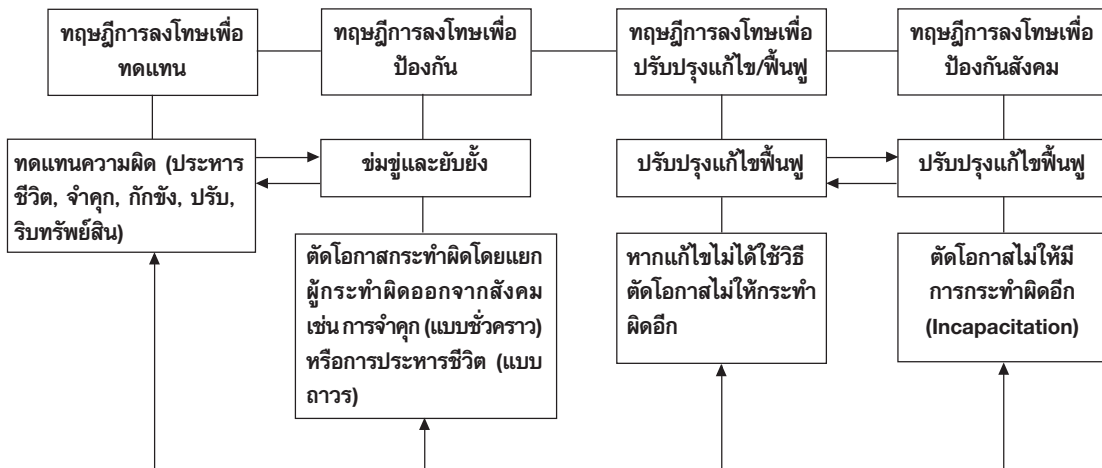 ทฤษฎีการลงโทษเพื่อ
ทดแทน
ทฤษฎีการลงโทษเพื่อ
ป้องกัน
ทฤษฎีการลงโทษเพื่อ
ปรับปรุงแก้ไข/ฟื้นฟู
ทฤษฎีการลงโทษเพื่อ
ป้องกันสังคม
ทดแทนความผิด (ประหาร
ชีวิต, จำคุก, กักขัง, ปรับ,
ริบทรัพย์สิน)
ข่มขู่และยับยั้ง
ปรับปรุงแก้ไขฟื้นฟู
ปรับปรุงแก้ไขฟื้นฟู
ตัดโอกาสกระทำผิดโดยแยก
ผู้กระทำผิดออกจากสังคม
เช่น การจำคุก (แบบชั่วคราว)
หรือการประหารชีวิต (แบบ
ถาวร)
หากแก้ไขไม่ได้ใช้วิธี
ตัดโอกาสไม่ให้กระทำ
ผิดอีก
ตัดโอกาสไม่ให้มี
การกระทำผิดอีก
(Incapacitation)